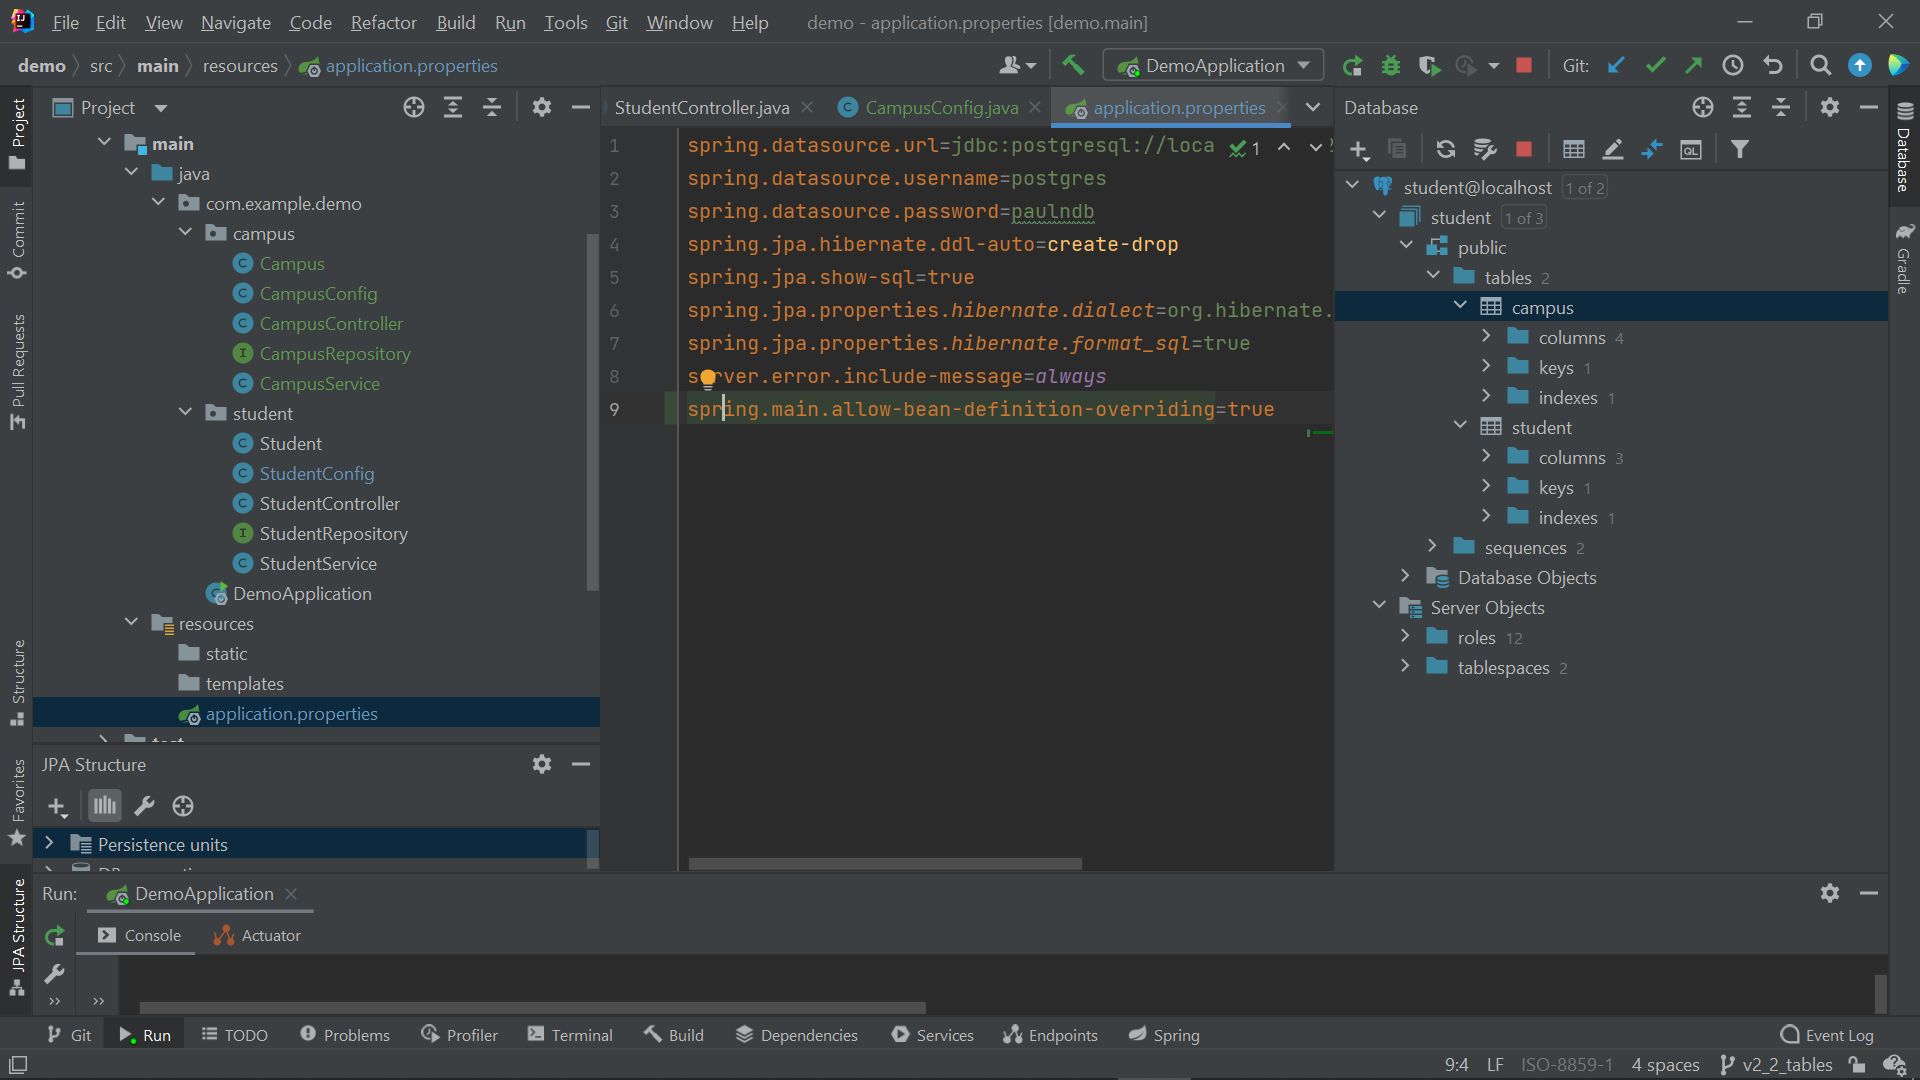 File Edit View Navigate Code Refactor Build Run Tools Git Window Help demo - application.properties [demo.main]
demo src main resources application.properties
DemoApplication
Git:
Project
main
java
com.example.demo
campus
Campus
CampusConfig
CampusController
CampusRepository
CampusService
student
Student
StudentConfig
StudentController
StudentRepository
StudentService
DemoApplication
resources
static
templates
application.properties
StudentController.java CampusConfig.java application.properties
1 spring.datasource.url=jdbc:postgresql://loca 1
2 spring.datasource.username=postgres
3 spring.datasource.password=paulndb
4 spring.jpa.hibernate.ddl-auto=create-drop
5 spring.jpa.show-sql=true
6 spring.jpa.properties.hibernate.dialect=org.hibernate.
7 spring.jpa.properties.hibernate.format_sql=true
8 server.error.include-message=always
9 spring.main.allow-bean-definition-overriding=true
Database
QL
student@localhost 1 of 2
student 1 of 3
public
tables 2
campus
columns 4
keys 1
indexes 1
student
columns 3
keys 1
indexes 1
sequences 2
Database Objects
Server Objects
roles 12
tablespaces 2
Project
Commit
Pull Requests
Structure
Favorites
JPA Structure
Database
Gradle
JPA Structure
Persistence units
Run: DemoApplication
Console Actuator
Git Run TODO Problems Profiler Terminal Build Dependencies Services Endpoints Spring Event Log
9:4 LF ISO-8859-1 4 spaces v2_2_tables